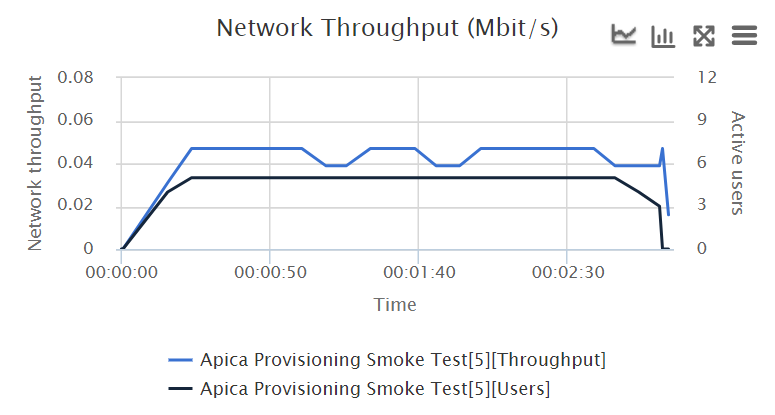 Network Throughput (Mbit/s)
Network throughput
0.08
0.06
0.04
0.02
0
12
9
6
3
0
Active users
00:00:00 00:00:50 00:01:40 00:02:30
Time
Apica Provisioning Smoke Test[5][Throughput]
Apica Provisioning Smoke Test[5][Users]